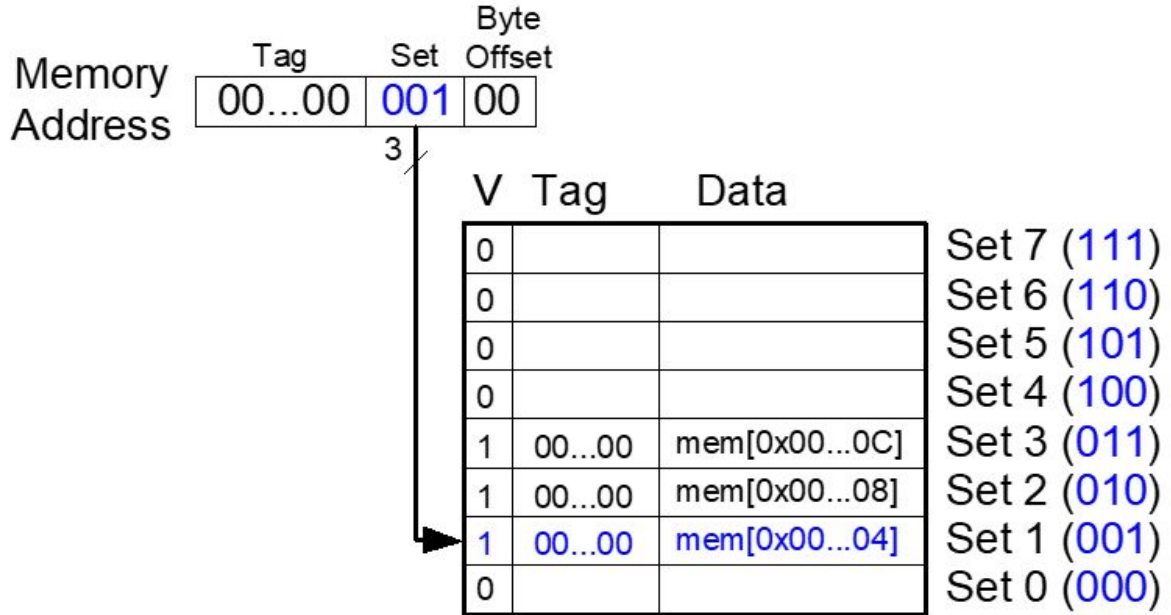 Byte
Tag Set Offset
Memory Address
00...00 001 00
3
V Tag Data
0 Set 7 (111)
0 Set 6 (110)
0 Set 5 (101)
0 Set 4 (100)
1 00...00 mem[0x00...0C] Set 3 (011)
1 00...00 mem[0x00...08] Set 2 (010)
1 00...00 mem[0x00...04] Set 1 (001)
0 Set 0 (000)